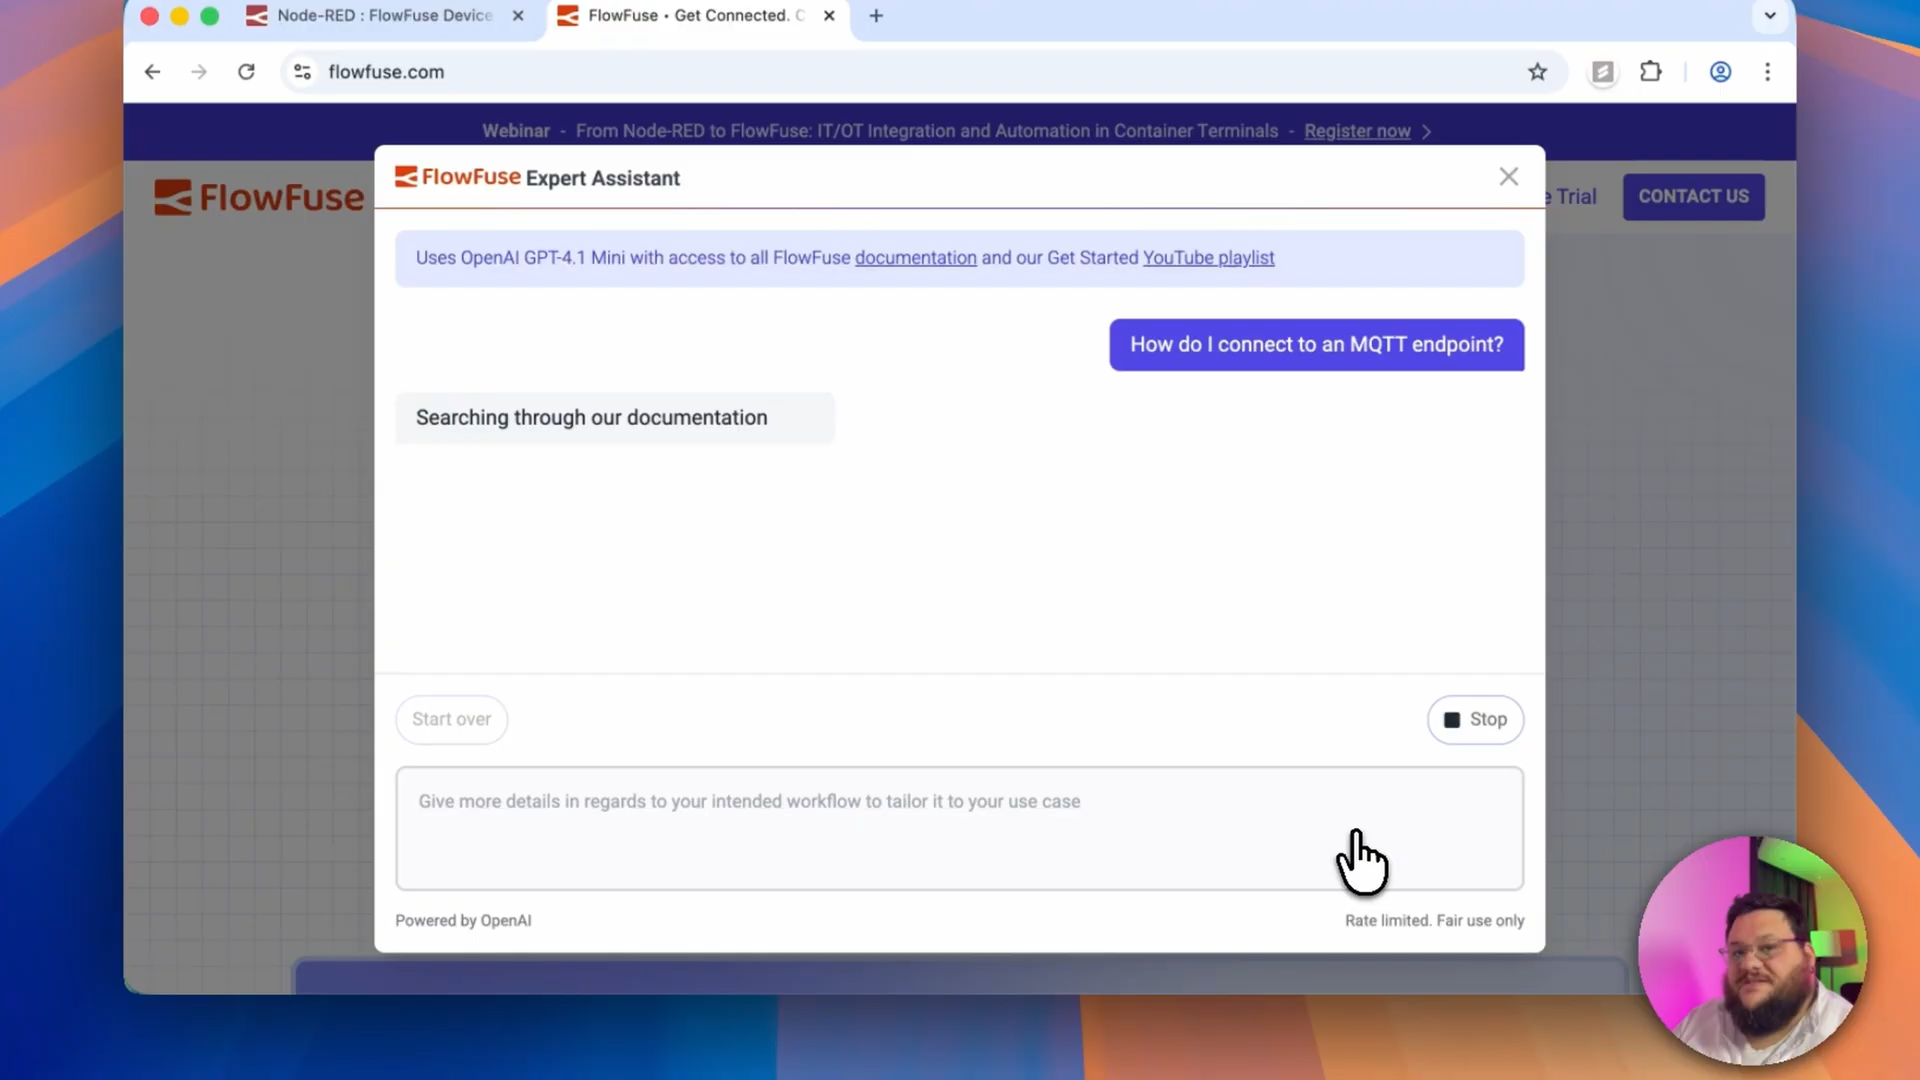 Node-RED : FlowFuse Device
FlowFuse • Get Connected. C
flowfuse.com
Webinar - From Node-RED to FlowFuse: IT/OT Integration and Automation in Container Terminals - Register now
FlowFuse
FlowFuse Expert Assistant
e Trial
CONTACT US
Uses OpenAI GPT-4.1 Mini with access to all FlowFuse documentation and our Get Started YouTube playlist
How do I connect to an MQTT endpoint?
Searching through our documentation
Start over
Stop
Give more details in regards to your intended workflow to tailor it to your use case
Powered by OpenAI
Rate limited. Fair use only